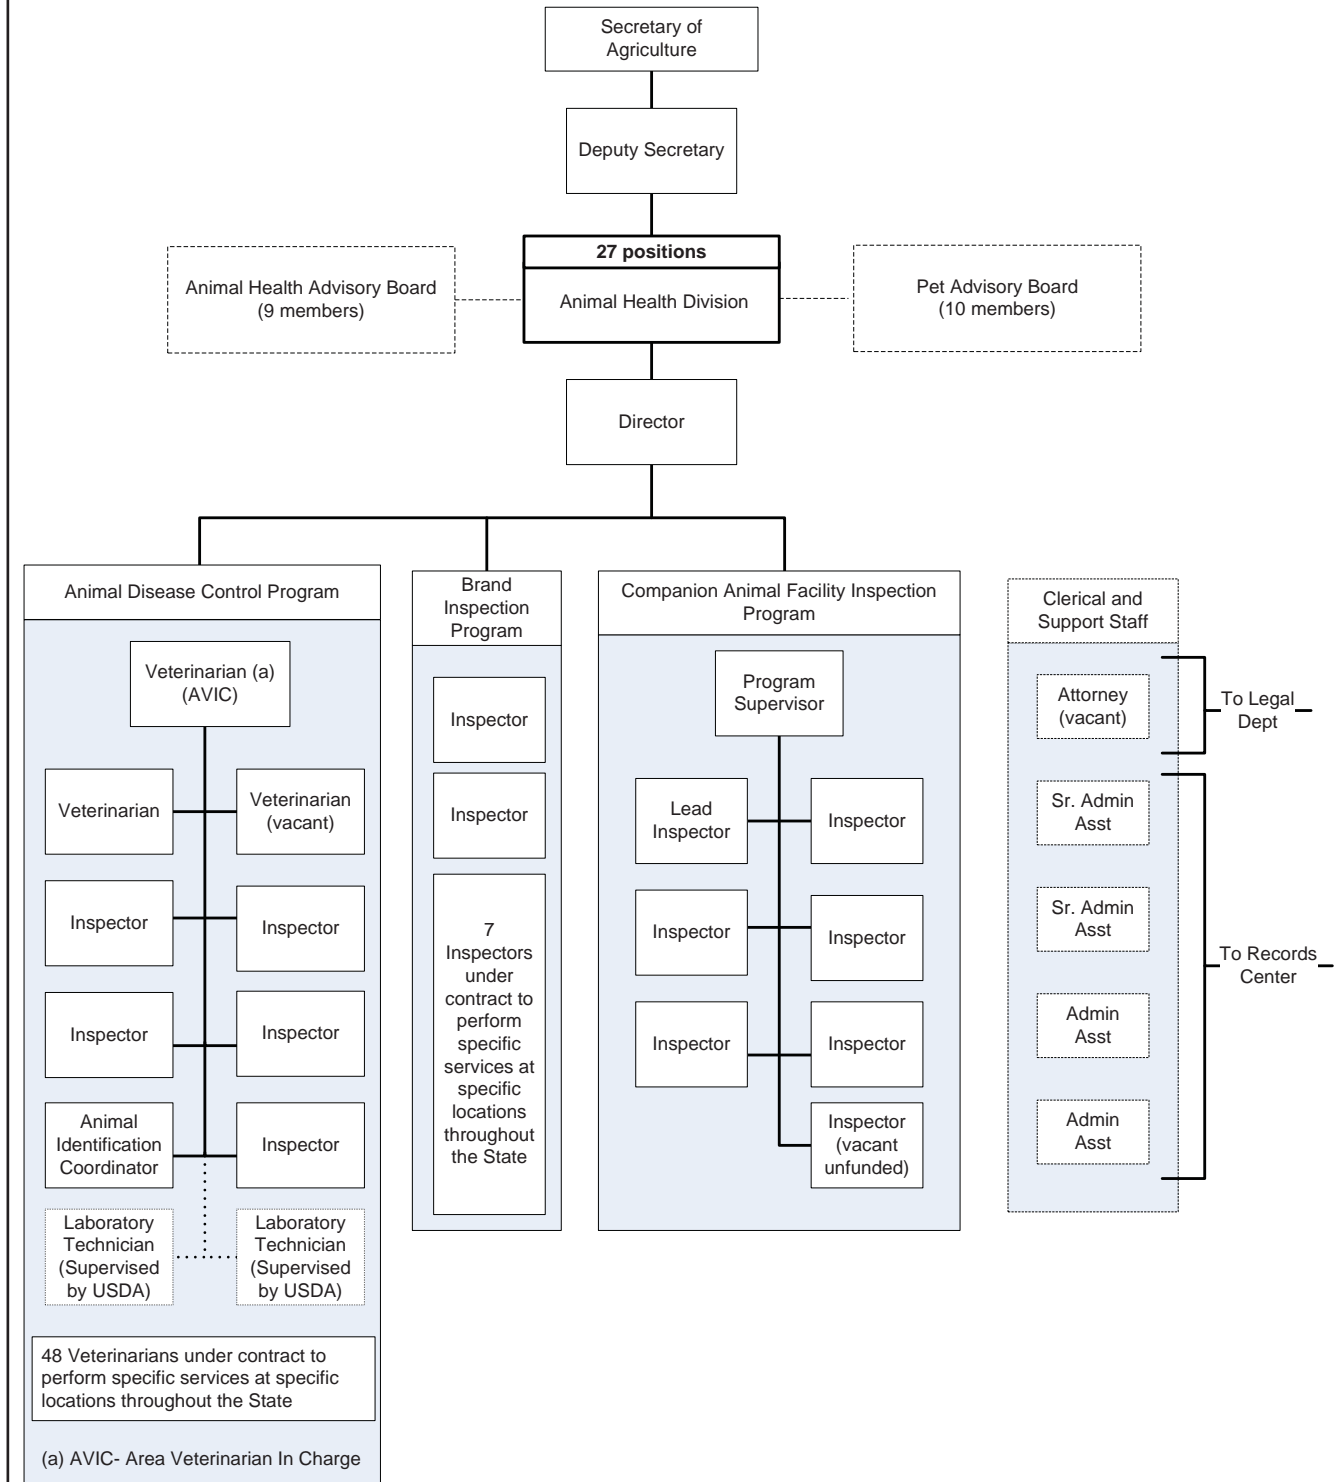 Secretary of
Agriculture
Deputy Secretary
27 positions
Animal Health Division
Animal Health Advisory Board
(9 members)
Pet Advisory Board
(10 members)
Director
Animal Disease Control Program
Veterinarian (a)
(AVIC)
Veterinarian
Veterinarian
(vacant)
Inspector
Inspector
Inspector
Inspector
Animal
Identification
Coordinator
Inspector
Laboratory
Technician
(Supervised
by USDA)
Laboratory
Technician
(Supervised
by USDA)
48 Veterinarians under contract to
perform specific services at specific
locations throughout the State
(a) AVIC- Area Veterinarian In Charge
Brand
Inspection
Program
Inspector
Inspector
7
Inspectors
under
contract to
perform
specific
services at
specific
locations
throughout
the State
Companion Animal Facility Inspection
Program
Program
Supervisor
Lead
Inspector
Inspector
Inspector
Inspector
Inspector
Inspector
Inspector
(vacant
unfunded)
Clerical and
Support Staff
Attorney
(vacant)
To Legal
Dept
Sr. Admin
Asst
Sr. Admin
Asst
Admin
Asst
Admin
Asst
To Records
Center